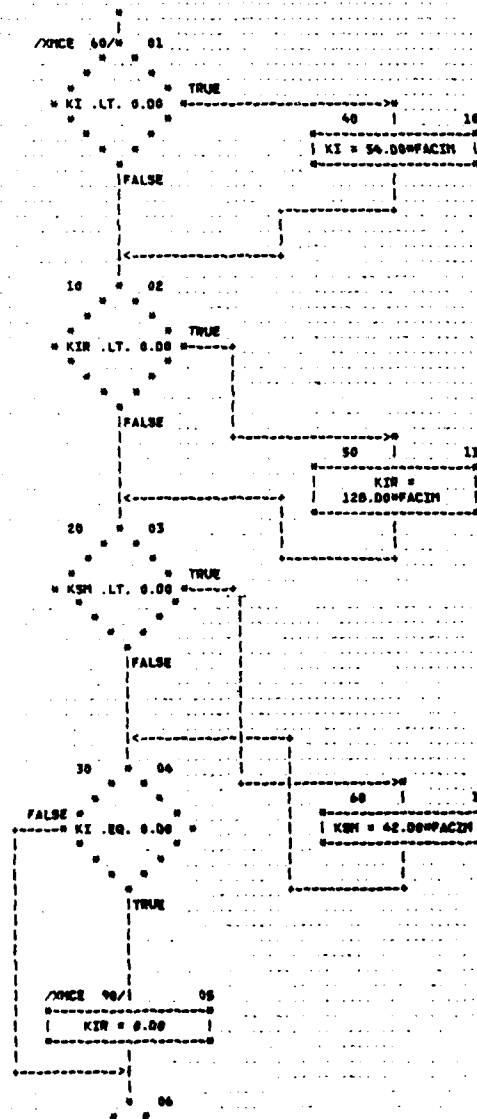 /XMCE 60/ 01
TRUE
KI .LT. 0.D0
40 10
KI = 54.D0*FACIM
FALSE
10 02
TRUE
KIR .LT. 0.D0
FALSE
50 11
KIR =
128.D0*FACIM
20 03
TRUE
KSM .LT. 0.D0
FALSE
30 04
60
FALSE
KI .EQ. 0.D0
KSM = 42.D0*FACIM
TRUE
/XMCE 90/ 05
KIR = 0.D0
06